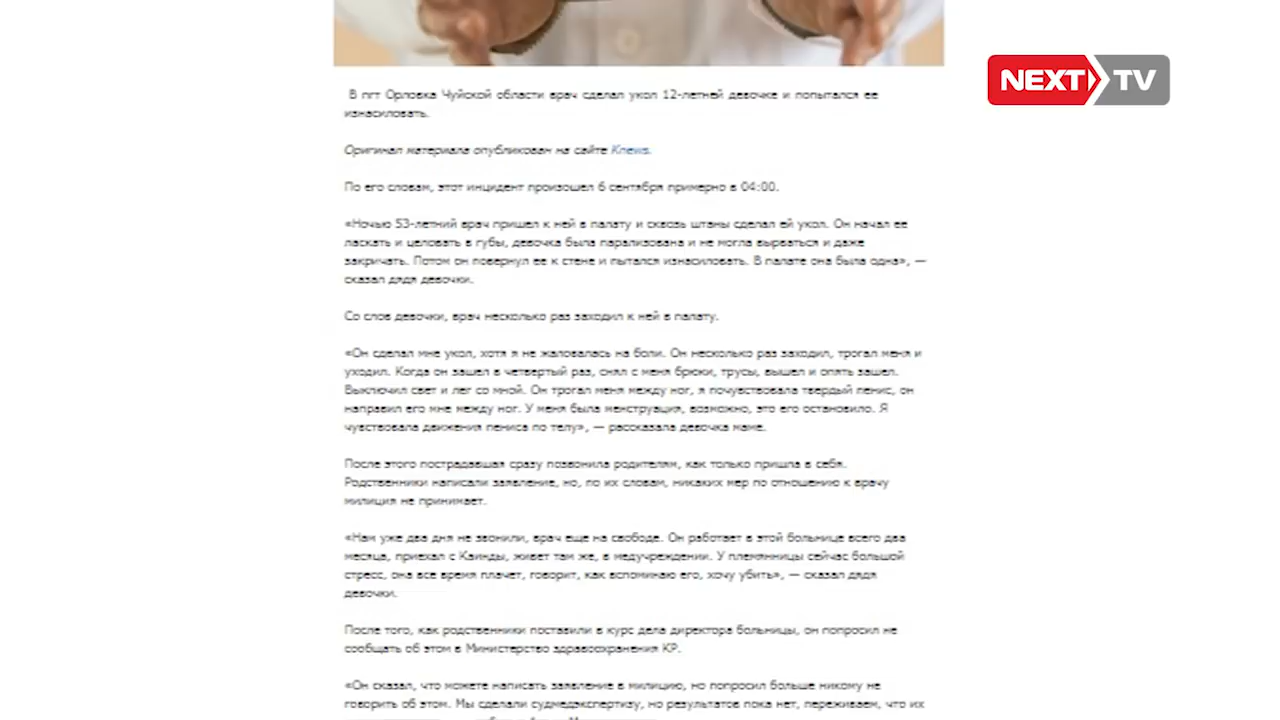 NEXT TV
В пгт Орловка Чуйской области врач сделал укол 12-летней девочке и попытался ее
изнасиловать.
Оригинал материала опубликован на сайте Knews.
По его словам, этот инцидент произошел 6 сентября примерно в 04:00.
«Ночью 53-летний врач пришел к ней в палату и сквозь штаны сделал ей укол. Он начал ее
ласкать и целовать в губы, девочка была парализована и не могла вырваться и даже
закричать. Потом он повернул ее к стене и пытался изнасиловать. В палате она была одна», —
сказал дядя девочки.
Со слов девочки, врач несколько раз заходил к ней в палату.
«Он сделал мне укол, хотя я не жаловалась на боли. Он несколько раз заходил, трогал меня и
уходил. Когда он зашел в четвертый раз, снял с меня брюки, трусы, вышел и опять зашел.
Выключил свет и лег со мной. Он трогал меня между ног, я почувствовала твердый пенис, он
направил его мне между ног. У меня была менструация, возможно, это его остановило. Я
чувствовала движения пениса по телу», — рассказала девочка маме.
После этого пострадавшая сразу позвонила родителям, как только пришла в себя.
Родственники написали заявление, но, по их словам, никаких мер по отношению к врачу
милиция не принимает.
«Нам уже два дня не звонили, врач еще на свободе. Он работает в этой больнице всего два
месяца, приехал с Каинды, живет там же, в медучреждении. У племянницы сейчас большой
стресс, она все время плачет, говорит, как вспоминаю его, хочу убить», — сказал дядя
девочки.
После того, как родственники поставили в курс дела директора больницы, он попросил не
сообщать об этом в Министерство здравоохранения КР.
«Он сказал, что можете написать заявление в милицию, но попросил больше никому не
говорить об этом. Мы сделали судмедэкспертизу, но результатов пока нет, переживаем, что их